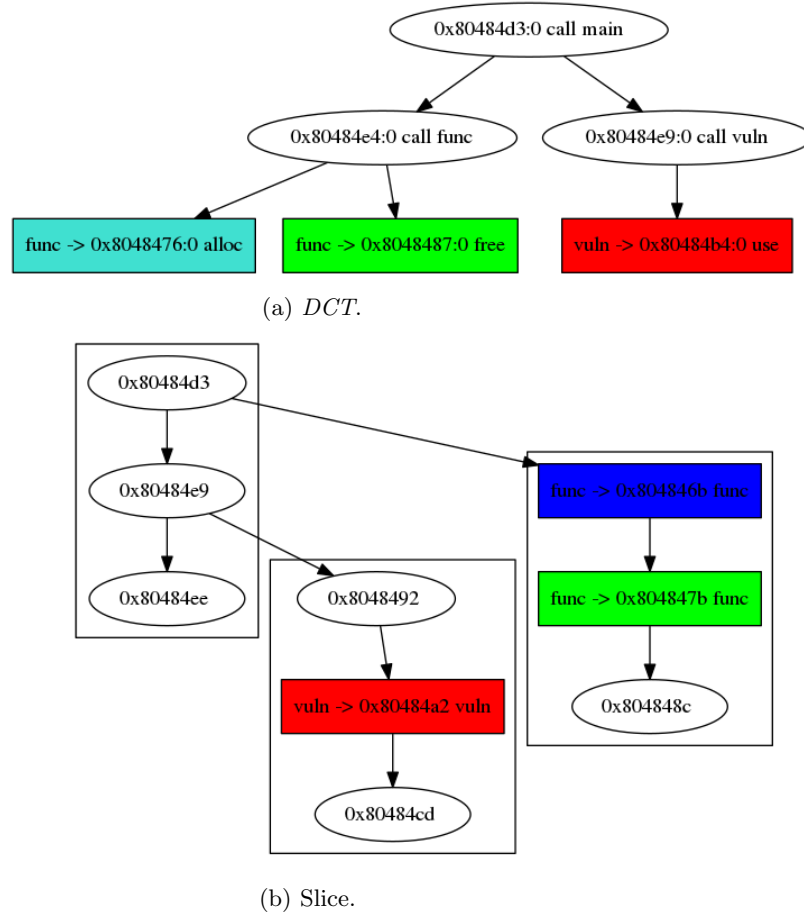 0x80484d3:0 call main
0x80484e4:0 call func
0x80484e9:0 call vuln
func -> 0x8048476:0 alloc
func -> 0x8048487:0 free
vuln -> 0x80484b4:0 use
(a) DCT.
0x80484d3
0x80484e9
0x80484ee
0x8048492
vuln -> 0x80484a2 vuln
0x80484cd
func -> 0x804846b func
func -> 0x804847b func
0x804848c
(b) Slice.